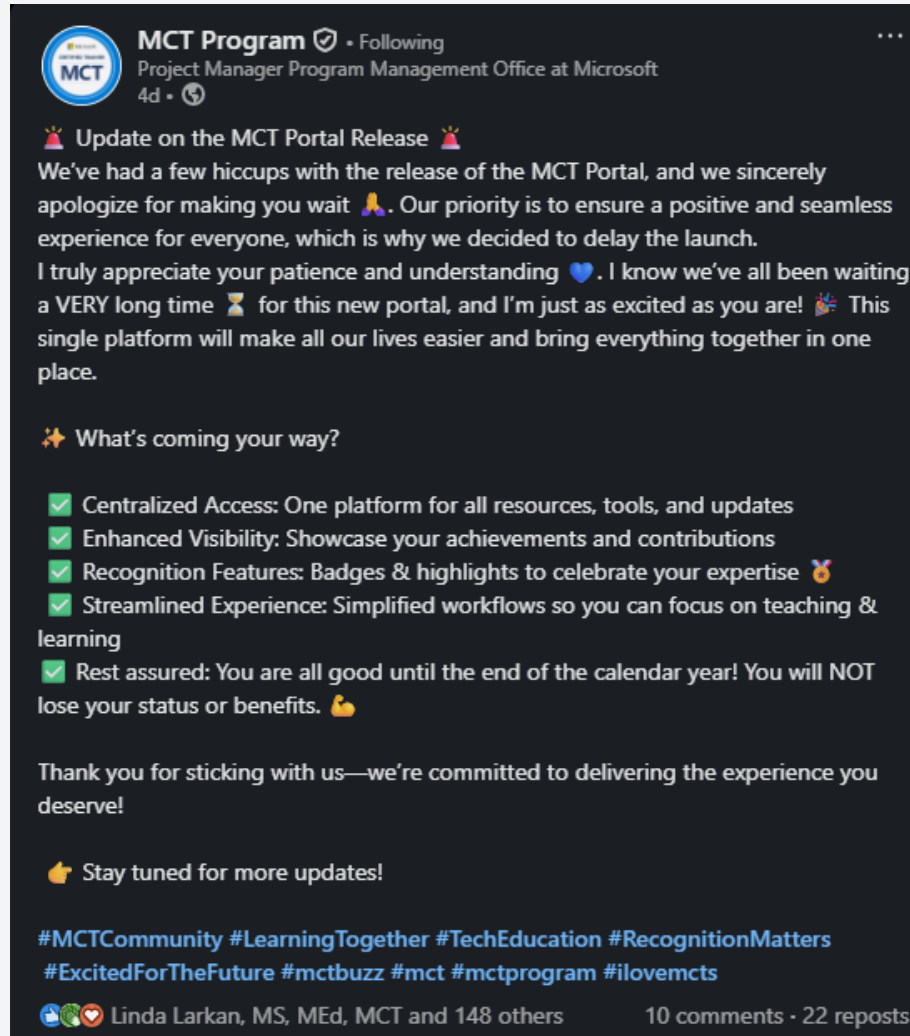 MCT Program • Following
Project Manager Program Management Office at Microsoft
4d •
MCT
🚨 Update on the MCT Portal Release 🚨
We’ve had a few hiccups with the release of the MCT Portal, and we sincerely
apologize for making you wait 🙏. Our priority is to ensure a positive and seamless
experience for everyone, which is why we decided to delay the launch.
I truly appreciate your patience and understanding 💙. I know we’ve all been waiting
a VERY long time ⏳ for this new portal, and I’m just as excited as you are! 🎉 This
single platform will make all our lives easier and bring everything together in one
place.
✨ What’s coming your way?
✅ Centralized Access: One platform for all resources, tools, and updates
✅ Enhanced Visibility: Showcase your achievements and contributions
✅ Recognition Features: Badges & highlights to celebrate your expertise 🏅
✅ Streamlined Experience: Simplified workflows so you can focus on teaching &
learning
✅ Rest assured: You are all good until the end of the calendar year! You will NOT
lose your status or benefits. 💪
Thank you for sticking with us—we’re committed to delivering the experience you
deserve!
👉 Stay tuned for more updates!
#MCTCommunity #LearningTogether #TechEducation #RecognitionMatters
#ExcitedForTheFuture #mctbuzz #mct #mctprogram #ilovemcts
Linda Larkan, MS, MEd, MCT and 148 others 10 comments · 22 reposts